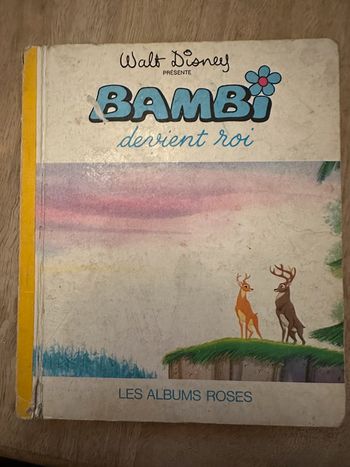 Walt Disney
PRÉSENTE
BAMBi
devient roi
LES ALBUMS ROSES